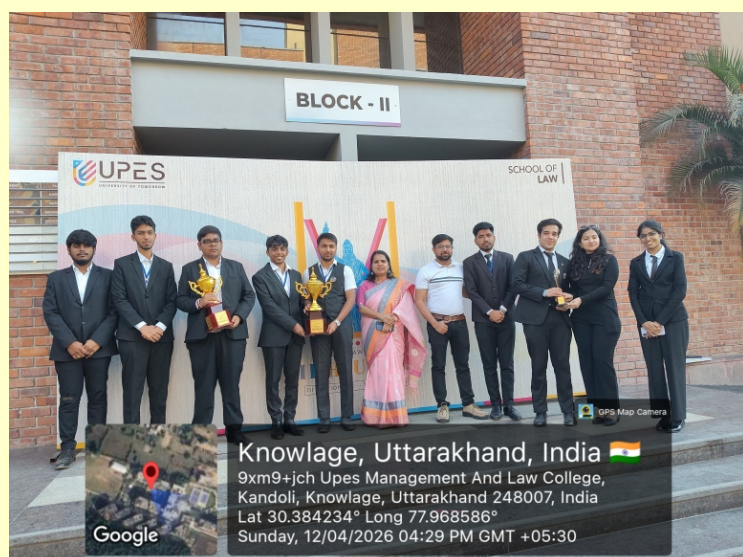 BLOCK - II
UPES
UNIVERSITY OF TOMORROW
SCHOOL OF
LAW
GPS Map Camera
Knowlage, Uttarakhand, India 🇮🇳
9xm9+jch Upes Management And Law College,
Kandoli, Knowlage, Uttarakhand 248007, India
Lat 30.384234° Long 77.968586°
Sunday, 12/04/2026 04:29 PM GMT +05:30
Google